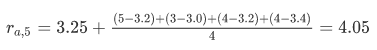 r_{a,5} = 3.25 + \frac{(5-3.2)+(3-3.0)+(4-3.2)+(4-3.4)}{4} = 4.05